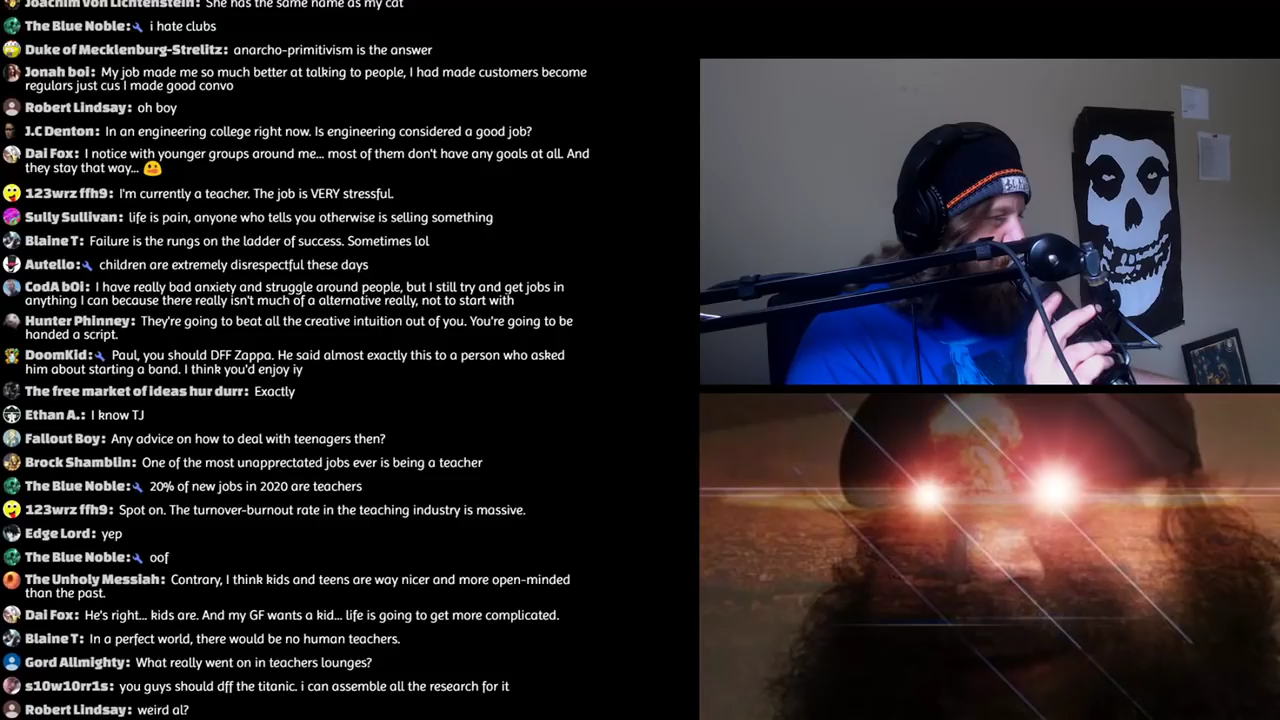 Joachim Von Lichtenstein: She has the same name as my cat
The Blue Noble: i hate clubs
Duke of Mecklenburg-Strelitz: anarcho-primitivism is the answer
Jonah boi: My job made me so much better at talking to people, I had made customers become
regulars just cus I made good convo
Robert Lindsay: oh boy
J.C Denton: In an engineering college right now. Is engineering considered a good job?
Dai Fox: I notice with younger groups around me... most of them don't have any goals at all. And
they stay that way...
123wrz ffh9: I'm currently a teacher. The job is VERY stressful.
Sully Sullivan: life is pain, anyone who tells you otherwise is selling something
Blaine T: Failure is the rungs on the ladder of success. Sometimes lol
Autello: children are extremely disrespectful these days
CodA bOi: I have really bad anxiety and struggle around people, but I still try and get jobs in
anything I can because there really isn't much of a alternative really, not to start with
Hunter Phinney: They're going to beat all the creative intuition out of you. You're going to be
handed a script.
DoomKid: Paul, you should DFF Zappa. He said almost exactly this to a person who asked
him about starting a band. I think you'd enjoy iy
The free market of ideas hur durr: Exactly
Ethan A.: I know TJ
Fallout Boy: Any advice on how to deal with teenagers then?
Brock Shamblin: One of the most unapprectated jobs ever is being a teacher
The Blue Noble: 20% of new jobs in 2020 are teachers
123wrz ffh9: Spot on. The turnover-burnout rate in the teaching industry is massive.
Edge Lord: yep
The Blue Noble: oof
The Unholy Messiah: Contrary, I think kids and teens are way nicer and more open-minded
than the past.
Dai Fox: He's right... kids are. And my GF wants a kid... life is going to get more complicated.
Blaine T: In a perfect world, there would be no human teachers.
Gord Allmighty: What really went on in teachers lounges?
s10w10rr1s: you guys should dff the titanic. i can assemble all the research for it
Robert Lindsay: weird al?